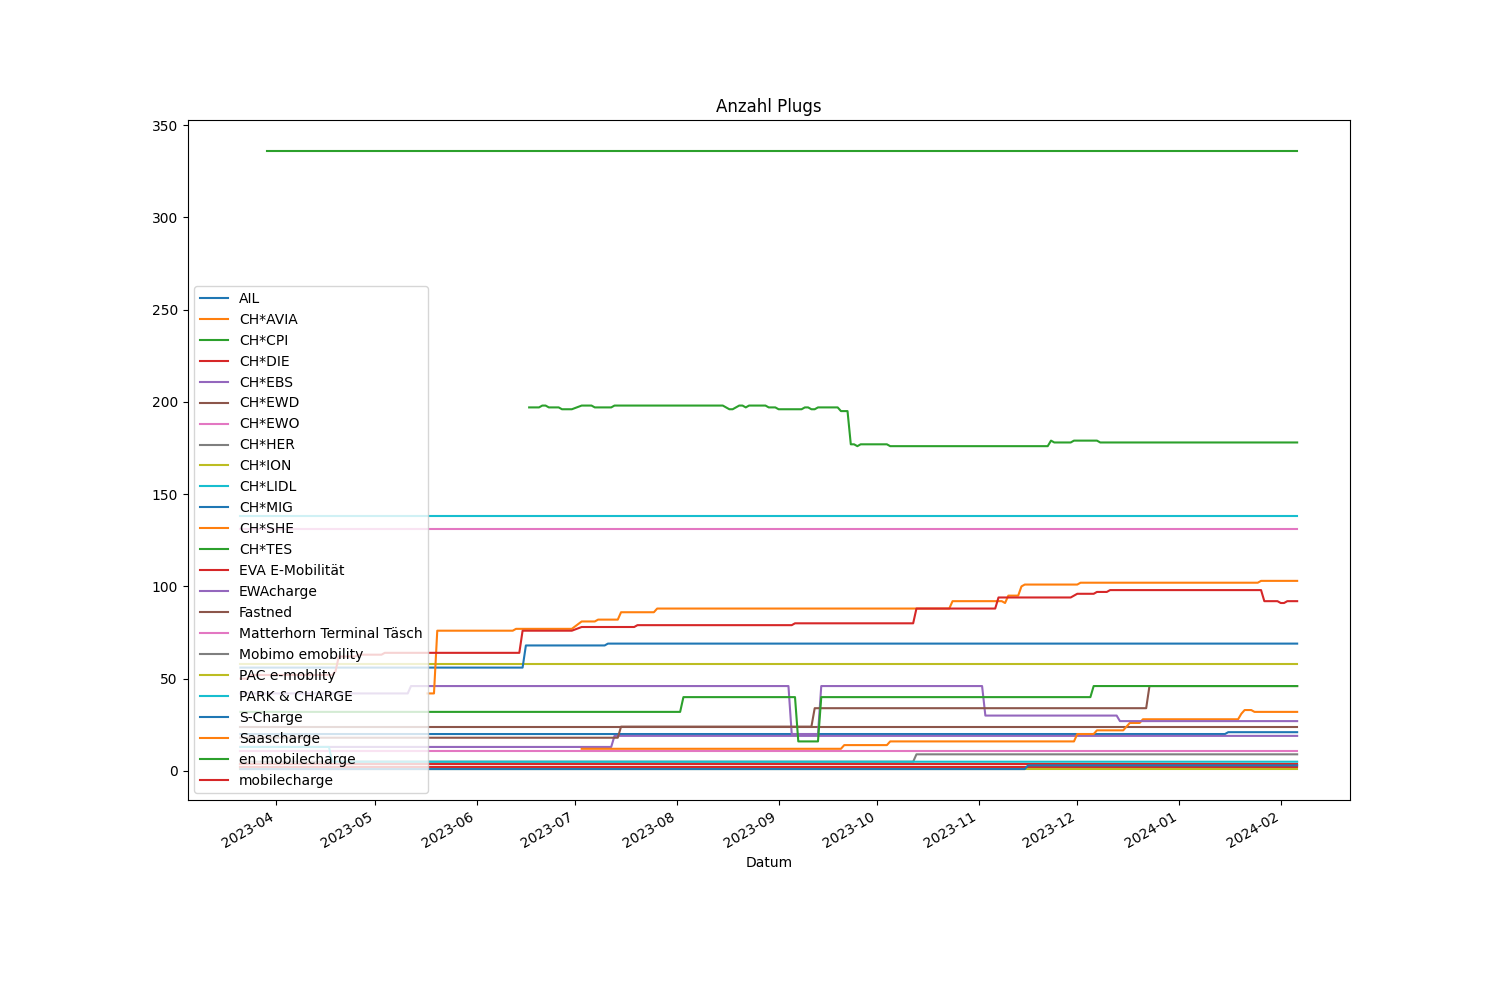 Anzahl Plugs
350
300
250
200
150
100
50
0
AIL
CH*AVIA
CH*CPI
CH*DIE
CH*EBS
CH*EWD
CH*EWO
CH*HER
CH*ION
CH*LIDL
CH*MIG
CH*SHE
CH*TES
EVA E-Mobilität
EWAcharge
Fastned
Matterhorn Terminal Täsch
Mobimo emobility
PAC e-moblity
PARK & CHARGE
S-Charge
Saascharge
en mobilecharge
mobilecharge
2023-04
2023-05
2023-06
2023-07
2023-08
2023-09
2023-10
2023-11
2023-12
2024-01
2024-02
Datum